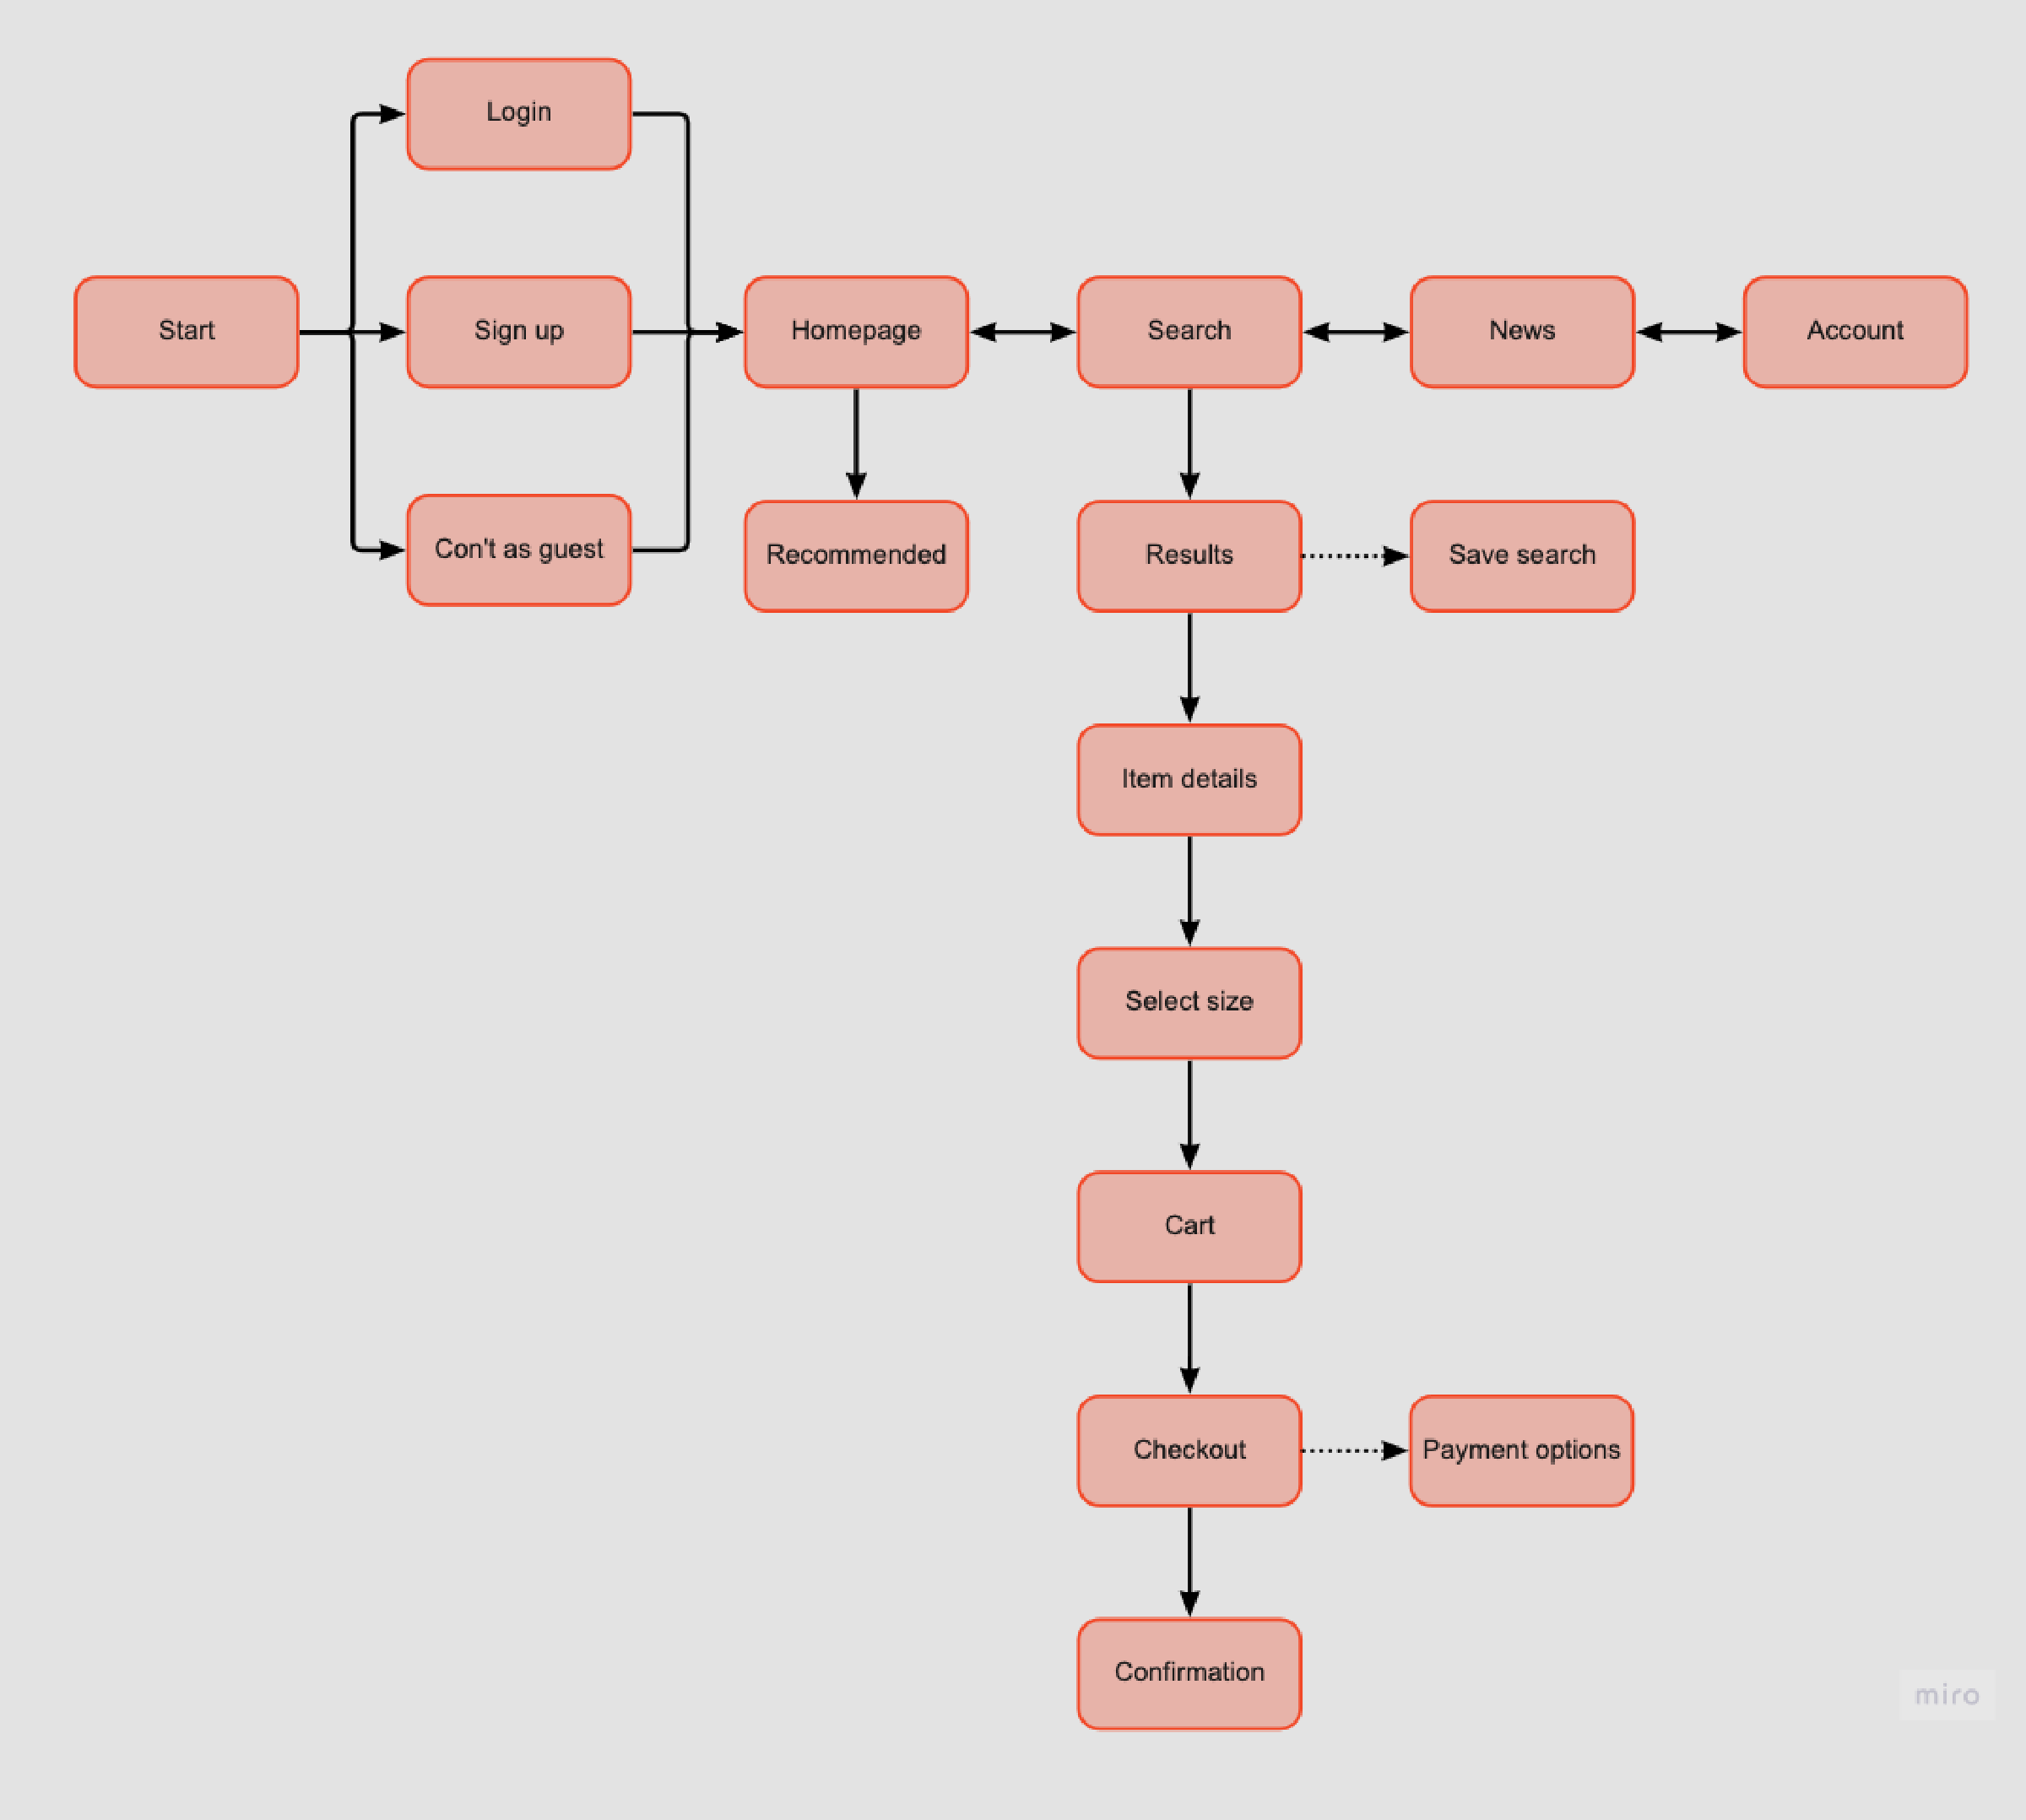 Login
Start
Sign up
Homepage
Search
News
Account
Con't as guest
Recommended
Results
Save search
Item details
Select size
Cart
Checkout
Payment options
Confirmation
miro